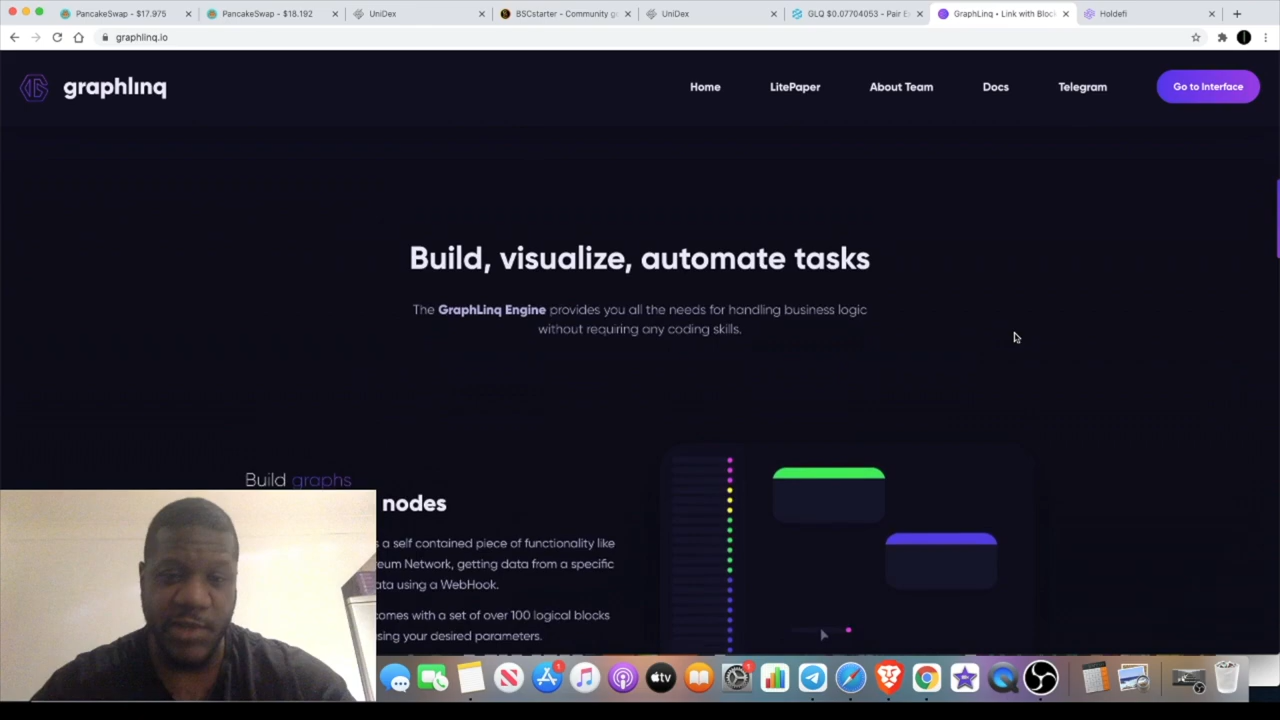 PancakeSwap - $17.975
PancakeSwap - $18.192
UniDex
BSCstarter - Community g
UniDex
GLQ $0.07704053 - Pair E
GraphLinq • Link with Block
Holdefi
graphlinq.io
graphlinq
Home
LitePaper
About Team
Docs
Telegram
Go to Interface
Build, visualize, automate tasks
The GraphLinq Engine provides you all the needs for handling business logic
without requiring any coding skills.
Build graphs
nodes
s a self contained piece of functionality like
eum Network, getting data from a specific
ata using a WebHook.
comes with a set of over 100 logical blocks
sing your desired parameters.
tv